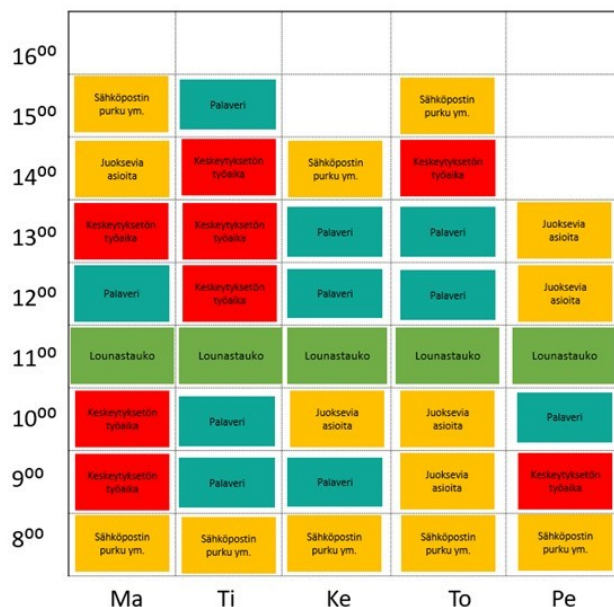 16⁰⁰
15⁰⁰
Sähköpostin
purku ym.
Palaveri
Sähköpostin
purku ym.
14⁰⁰
Juoksevia
asioita
Keskeytyksetön
työaika
Sähköpostin
purku ym.
Keskeytyksetön
työaika
13⁰⁰
Keskeytyksetön
työaika
Keskeytyksetön
työaika
Palaveri
Palaveri
Juoksevia
asioita
12⁰⁰
Palaveri
Keskeytyksetön
työaika
Palaveri
Palaveri
Juoksevia
asioita
11⁰⁰
Lounastauko
Lounastauko
Lounastauko
Lounastauko
Lounastauko
10⁰⁰
Keskeytyksetön
työaika
Palaveri
Juoksevia
asioita
Juoksevia
asioita
Palaveri
9⁰⁰
Keskeytyksetön
työaika
Palaveri
Palaveri
Juoksevia
asioita
Keskeytyksetön
työaika
8⁰⁰
Sähköpostin
purku ym.
Sähköpostin
purku ym.
Sähköpostin
purku ym.
Sähköpostin
purku ym.
Sähköpostin
purku ym.
Ma Ti Ke To Pe